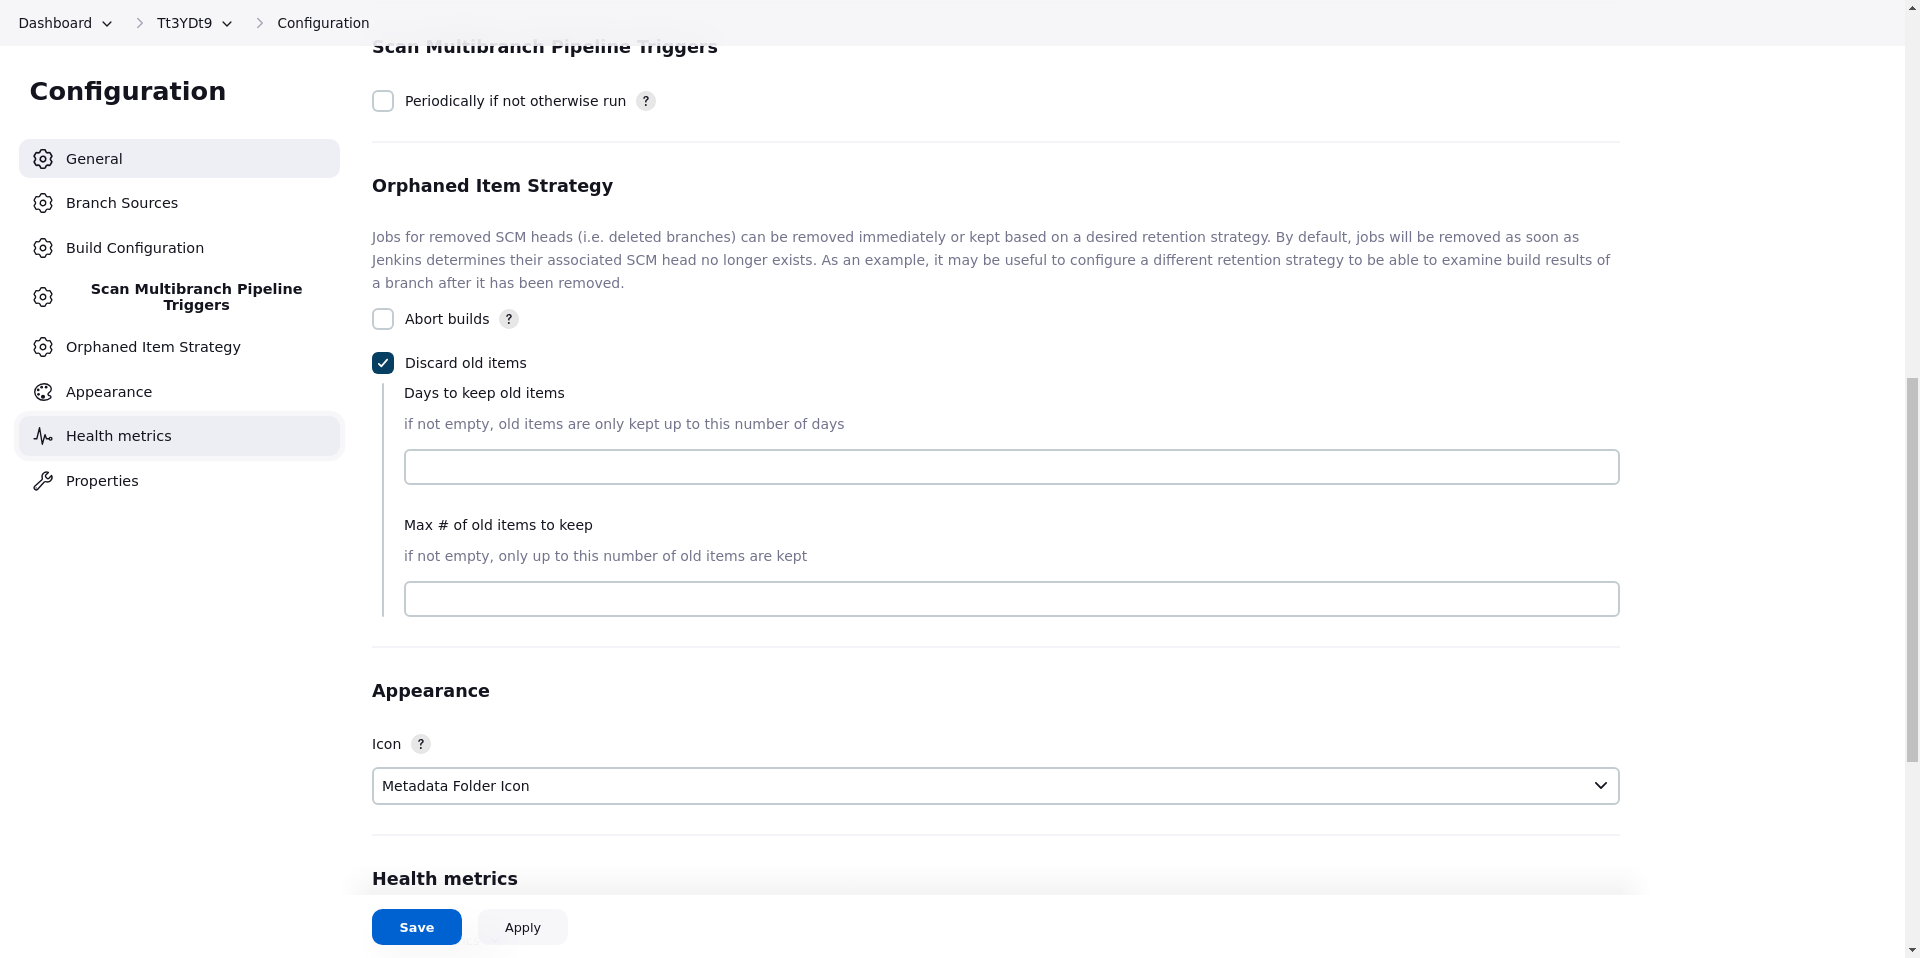 Dashboard
Tt3YDt9
Configuration
Configuration
General
Branch Sources
Build Configuration
Scan Multibranch Pipeline
Triggers
Orphaned Item Strategy
Appearance
Health metrics
Properties
Scan Multibranch Pipeline Triggers
Periodically if not otherwise run ?
Orphaned Item Strategy
Jobs for removed SCM heads (i.e. deleted branches) can be removed immediately or kept based on a desired retention strategy. By default, jobs will be removed as soon as
Jenkins determines their associated SCM head no longer exists. As an example, it may be useful to configure a different retention strategy to be able to examine build results of
a branch after it has been removed.
Abort builds ?
Discard old items
Days to keep old items
if not empty, old items are only kept up to this number of days
Max # of old items to keep
if not empty, only up to this number of old items are kept
Appearance
Icon ?
Metadata Folder Icon
Health metrics
Save
Apply